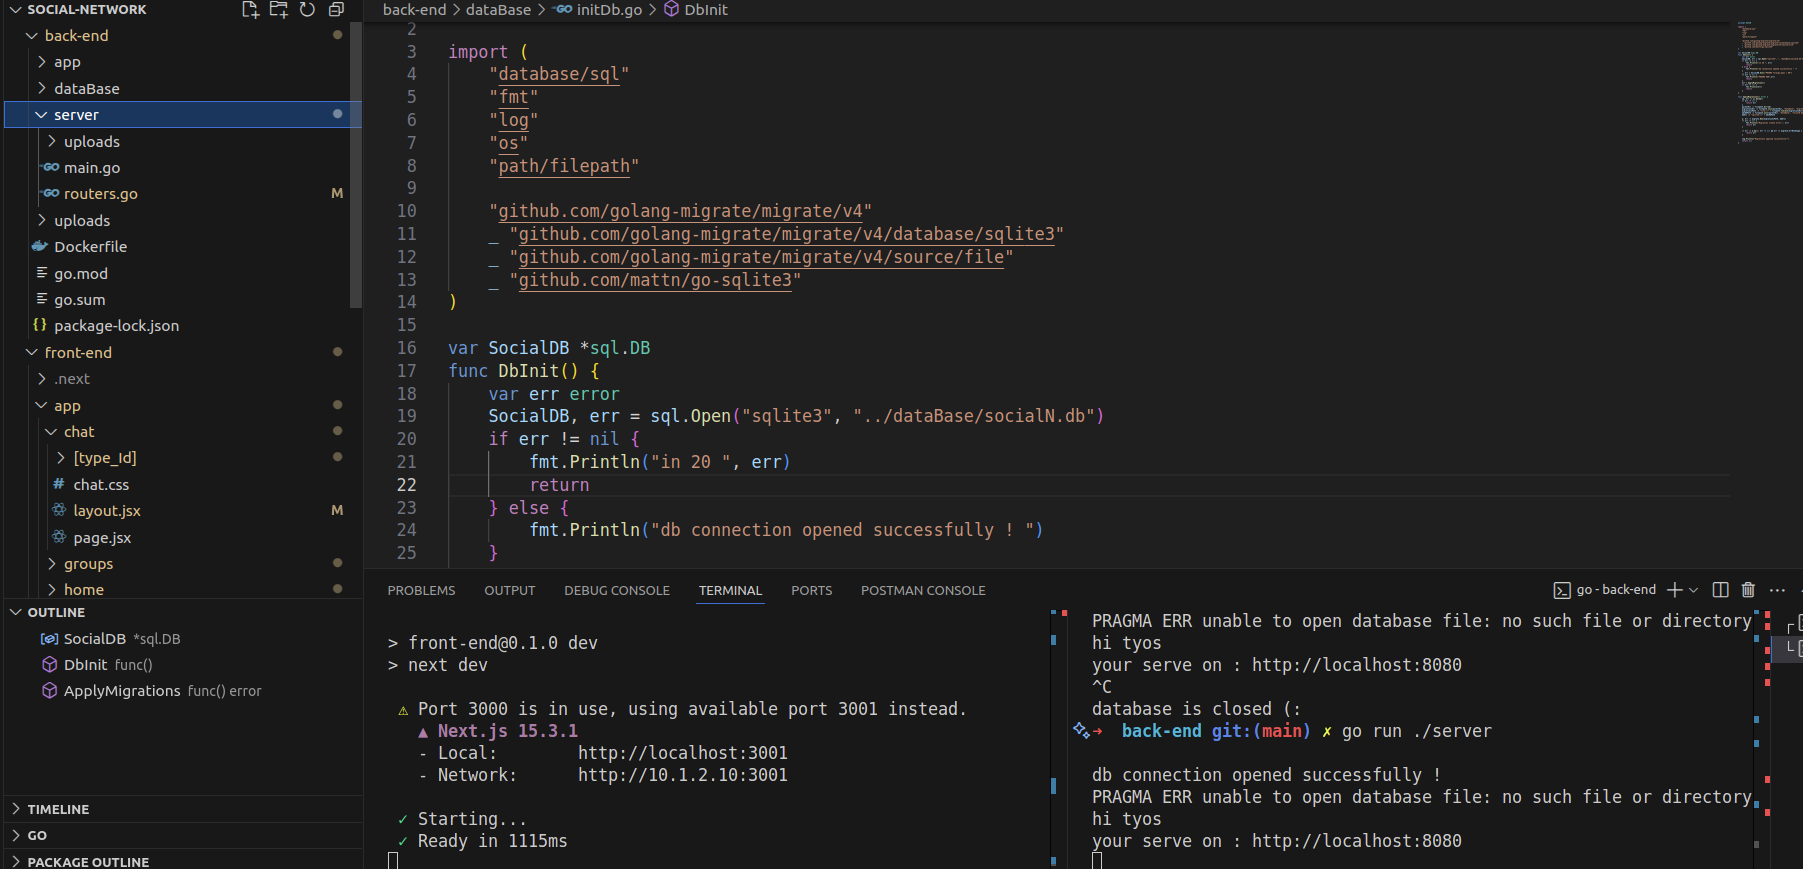 SOCIAL-NETWORK
back-end
app
dataBase
server
uploads
main.go
routers.go M
uploads
Dockerfile
go.mod
go.sum
package-lock.json
front-end
.next
app
chat
[type_Id]
chat.css
layout.jsx M
page.jsx
groups
home
OUTLINE
SocialDB *sql.DB
DbInit func()
ApplyMigrations func() error
TIMELINE
GO
PACKAGE OUTLINE
back-end > dataBase > initDb.go > DbInit
2
3 import (
4 "database/sql"
5 "fmt"
6 "log"
7 "os"
8 "path/filepath"
9
10 "github.com/golang-migrate/migrate/v4"
11 _ "github.com/golang-migrate/migrate/v4/database/sqlite3"
12 _ "github.com/golang-migrate/migrate/v4/source/file"
13 _ "github.com/mattn/go-sqlite3"
14 )
15
16 var SocialDB *sql.DB
17 func DbInit() {
18 var err error
19 SocialDB, err = sql.Open("sqlite3", "../dataBase/socialN.db")
20 if err != nil {
21 fmt.Println("in 20 ", err)
22 return
23 } else {
24 fmt.Println("db connection opened successfully ! ")
25 }
PROBLEMS OUTPUT DEBUG CONSOLE TERMINAL PORTS POSTMAN CONSOLE
go - back-end
> front-end@0.1.0 dev
> next dev
⚠ Port 3000 is in use, using available port 3001 instead.
▲ Next.js 15.3.1
- Local: http://localhost:3001
- Network: http://10.1.2.10:3001
✓ Starting...
✓ Ready in 1115ms
PRAGMA ERR unable to open database file: no such file or directory
hi tyos
your serve on : http://localhost:8080
^C
database is closed (:
➜ back-end git:(main) ✗ go run ./server
db connection opened successfully !
PRAGMA ERR unable to open database file: no such file or directory
hi tyos
your serve on : http://localhost:8080